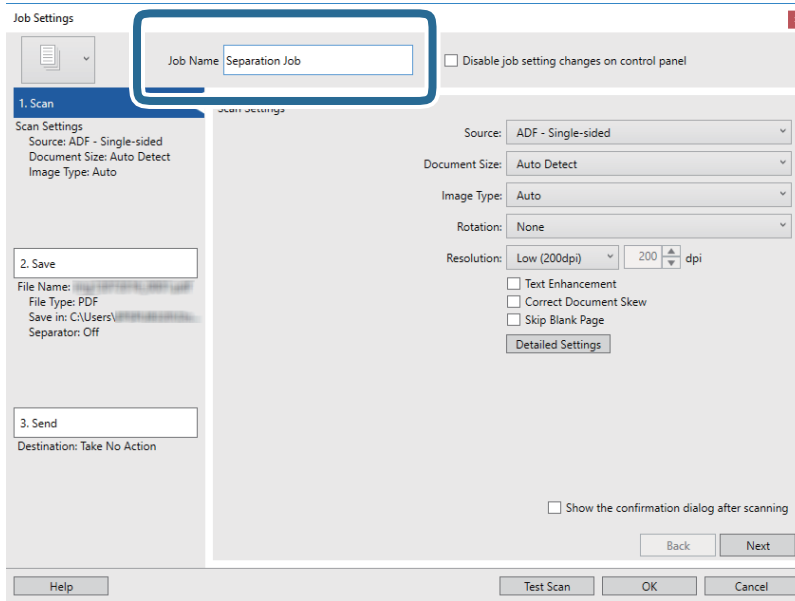 Job Settings
Job Name Separation Job
Disable job setting changes on control panel
1. Scan
Scan Settings
Source: ADF - Single-sided
Document Size: Auto Detect
Image Type: Auto
2. Save
File Name:
File Type: PDF
Save in: C:\Users\
Separator: Off
3. Send
Destination: Take No Action
Scan Settings
Source: ADF - Single-sided
Document Size: Auto Detect
Image Type: Auto
Rotation: None
Resolution: Low (200dpi) 200 dpi
Text Enhancement
Correct Document Skew
Skip Blank Page
Detailed Settings
Show the confirmation dialog after scanning
Back Next
Help Test Scan OK Cancel